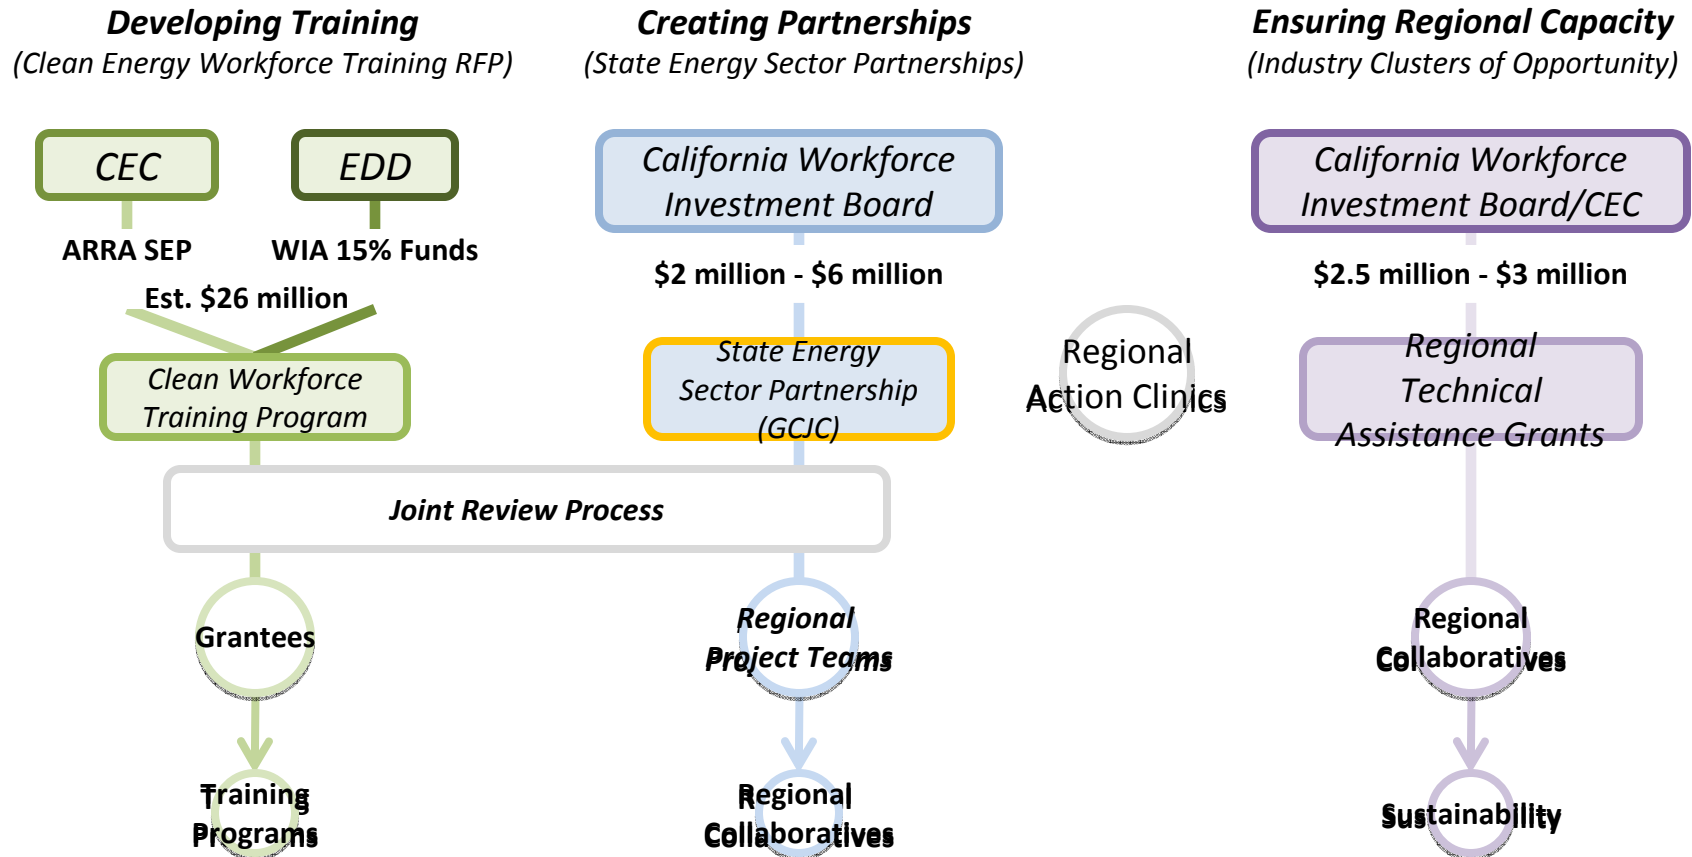 Developing Training
(Clean Energy Workforce Training RFP)
Creating Partnerships
(State Energy Sector Partnerships)
Ensuring Regional Capacity
(Industry Clusters of Opportunity)
CEC
EDD
California Workforce
Investment Board
California Workforce
Investment Board/CEC
ARRA SEP
WIA 15% Funds
Est. $26 million
$2 million - $6 million
$2.5 million - $3 million
Clean Workforce
Training Program
State Energy
Sector Partnership
(GCJC)
Regional
Action Clinics
Regional
Technical
Assistance Grants
Joint Review Process
Grantees
Regional
Project Teams
Regional
Collaboratives
Training
Programs
Regional
Collaboratives
Sustainability